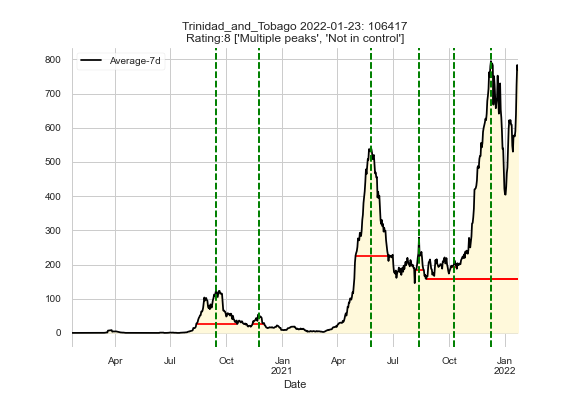 Trinidad_and_Tobago 2022-01-23: 106417
Rating:8 ['Multiple peaks', 'Not in control']
Average-7d
800
700
600
500
400
300
200
100
0
Apr
Jul
Oct
Jan
2021
Apr
Jul
Oct
Jan
2022
Date